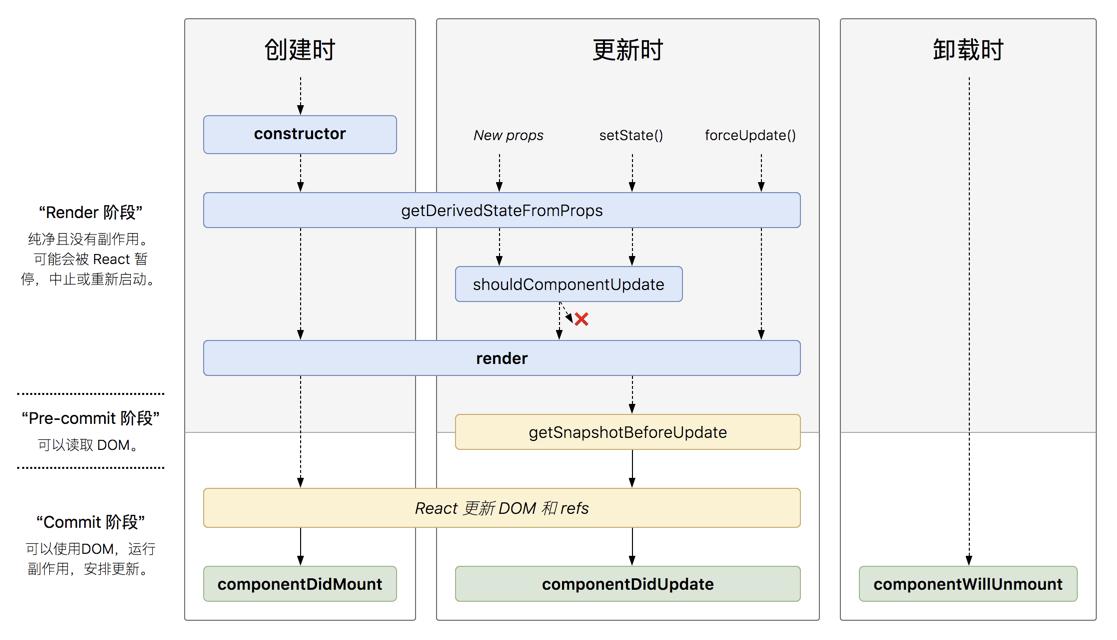 创建时
更新时
卸载时
constructor
New props
setState()
forceUpdate()
“Render 阶段”
纯净且没有副作用。
可能会被 React 暂
停，中止或重新启动。
getDerivedStateFromProps
shouldComponentUpdate
render
“Pre-commit 阶段”
可以读取 DOM。
getSnapshotBeforeUpdate
“Commit 阶段”
可以使用DOM，运行
副作用，安排更新。
React 更新 DOM 和 refs
componentDidMount
componentDidUpdate
componentWillUnmount